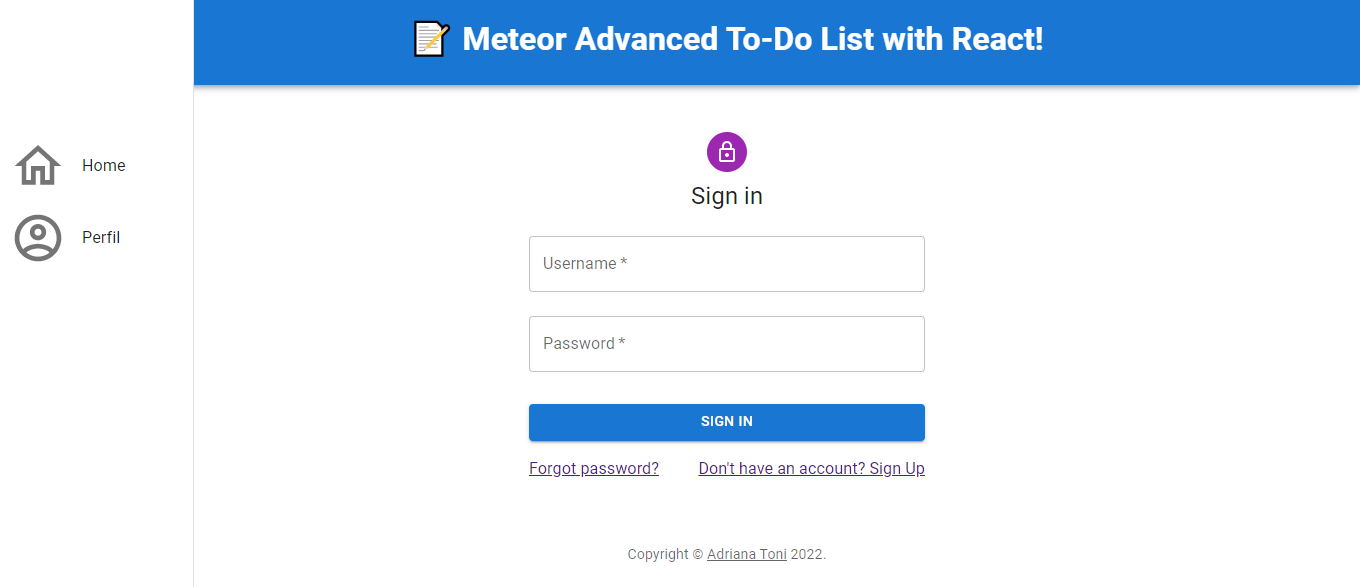 Meteor Advanced To-Do List with React!
Home
Perfil
Sign in
Username *
Password *
SIGN IN
Forgot password? Don't have an account? Sign Up
Copyright © Adriana Toni 2022.